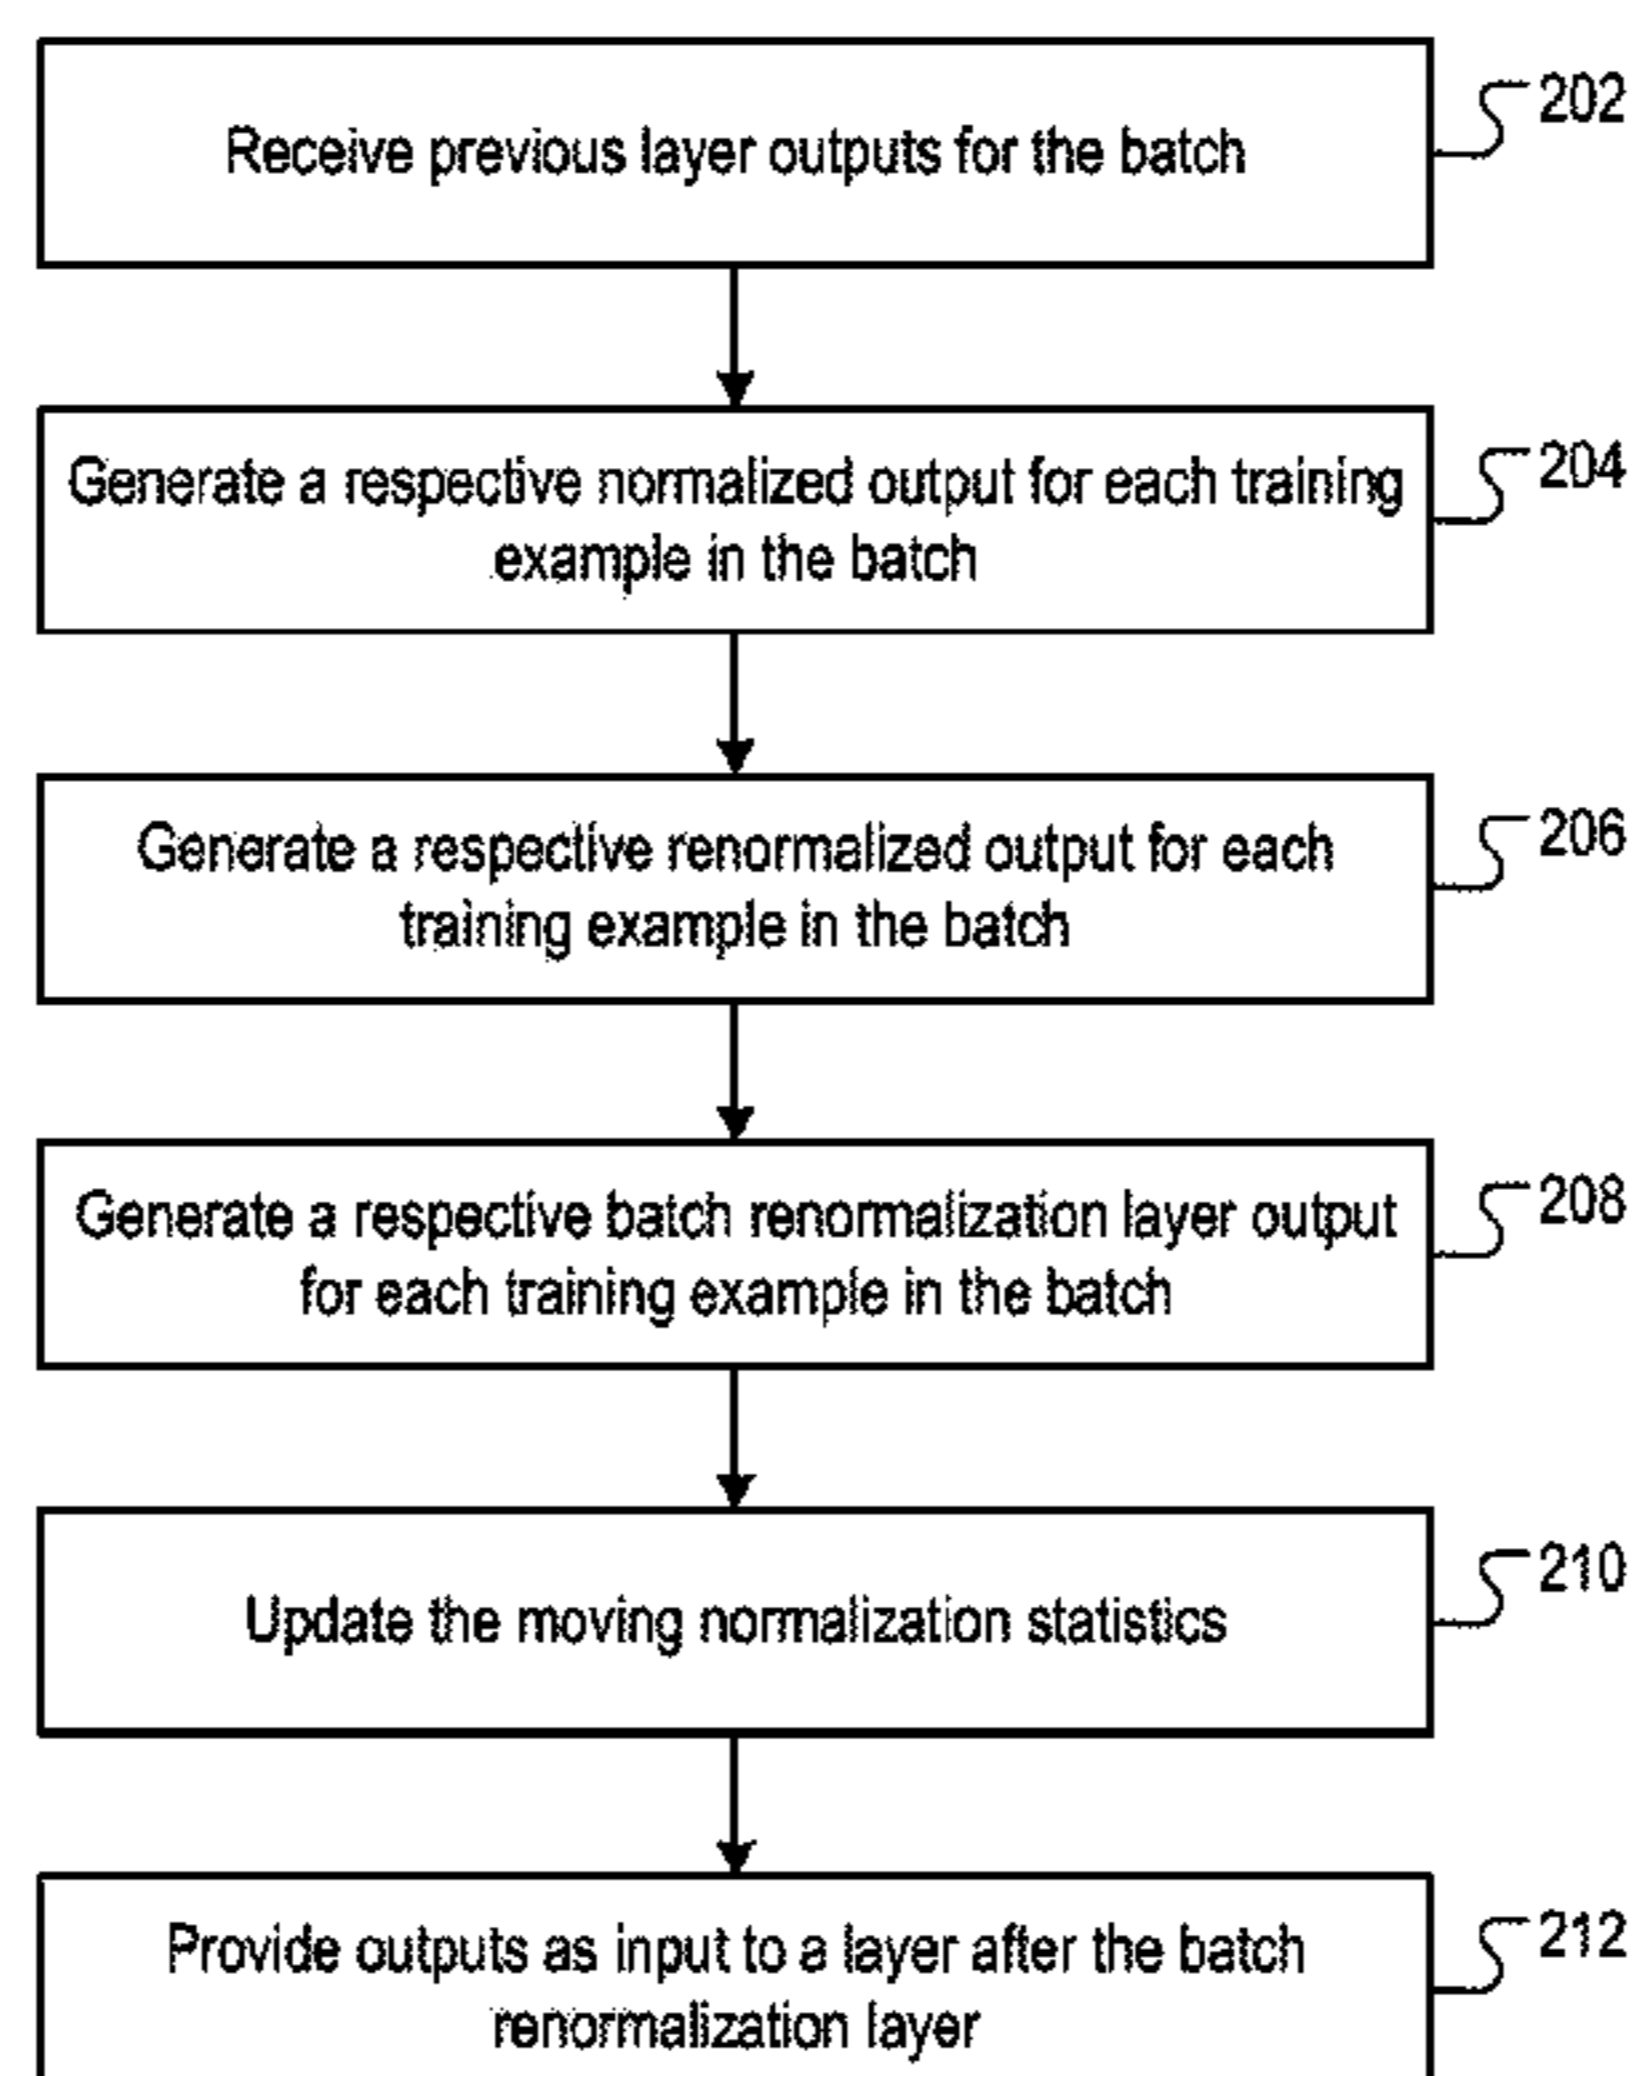 Receive previous layer outputs for the batch
202
Generate a respective normalized output for each training
example in the batch
204
Generate a respective renormalized output for each
training example in the batch
206
Generate a respective batch renormalization layer output
for each training example in the batch
208
Update the moving normalization statistics
210
Provide outputs as input to a layer after the batch
renormalization layer
212